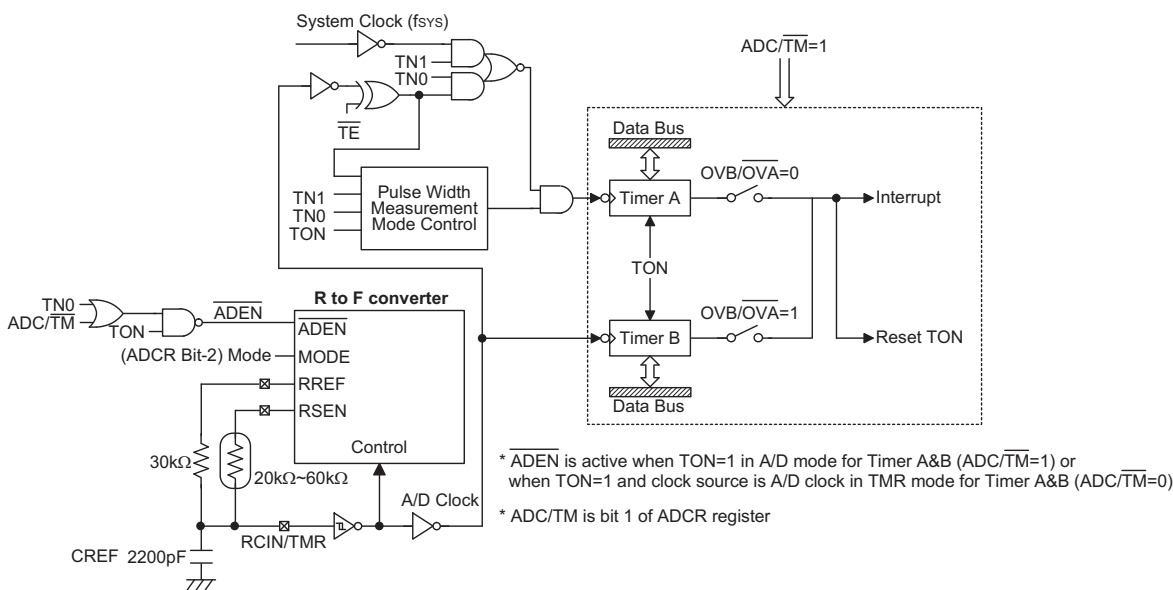 System Clock (fSYS)
TN1
TN0
TE
ADC/TM=1
Data Bus
Timer A
OVB/OVA=0
Interrupt
Pulse Width
Measurement
Mode Control
TN1
TN0
TON
TON
R to F converter
TN0
ADC/TM
TON
ADEN
ADEN
(ADCR Bit-2) Mode
MODE
RREF
RSEN
Control
Timer B
OVB/OVA=1
Reset TON
Data Bus
30kΩ
20kΩ~60kΩ
A/D Clock
RCIN/TMR
CREF 2200pF
* ADEN is active when TON=1 in A/D mode for Timer A&B (ADC/TM=1) or
when TON=1 and clock source is A/D clock in TMR mode for Timer A&B (ADC/TM=0)
* ADC/TM is bit 1 of ADCR register